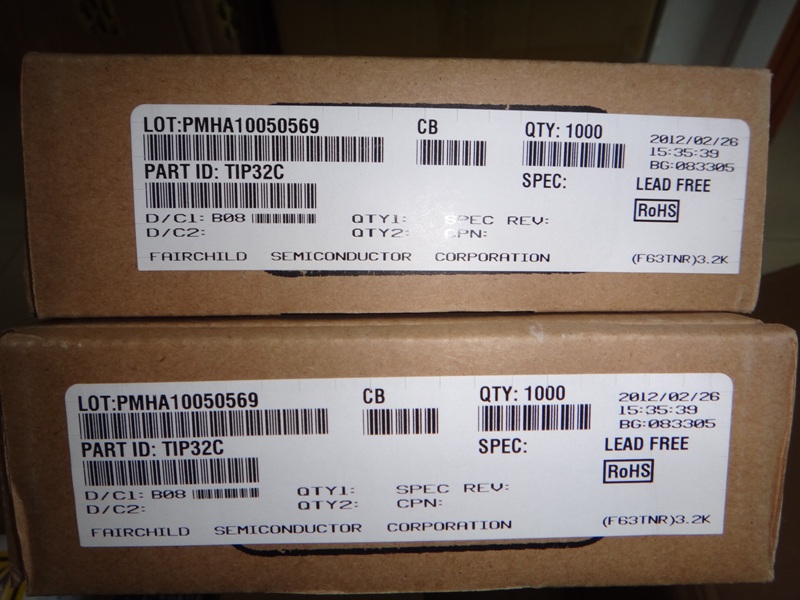 LOT:PMHA10050569 CB QTY: 1000 2012/02/26
15:35:39
BG:083305
PART ID: TIP32C SPEC: LEAD FREE
RoHS
D/C1: B08 QTY1: SPEC REV:
D/C2: QTY2: CPN:
FAIRCHILD SEMICONDUCTOR CORPORATION (F63TNR)3.2K
LOT:PMHA10050569 CB QTY: 1000 2012/02/26
15:35:39
BG:083305
PART ID: TIP32C SPEC: LEAD FREE
RoHS
D/C1: B08 QTY1: SPEC REV:
D/C2: QTY2: CPN:
FAIRCHILD SEMICONDUCTOR CORPORATION (F63TNR)3.2K